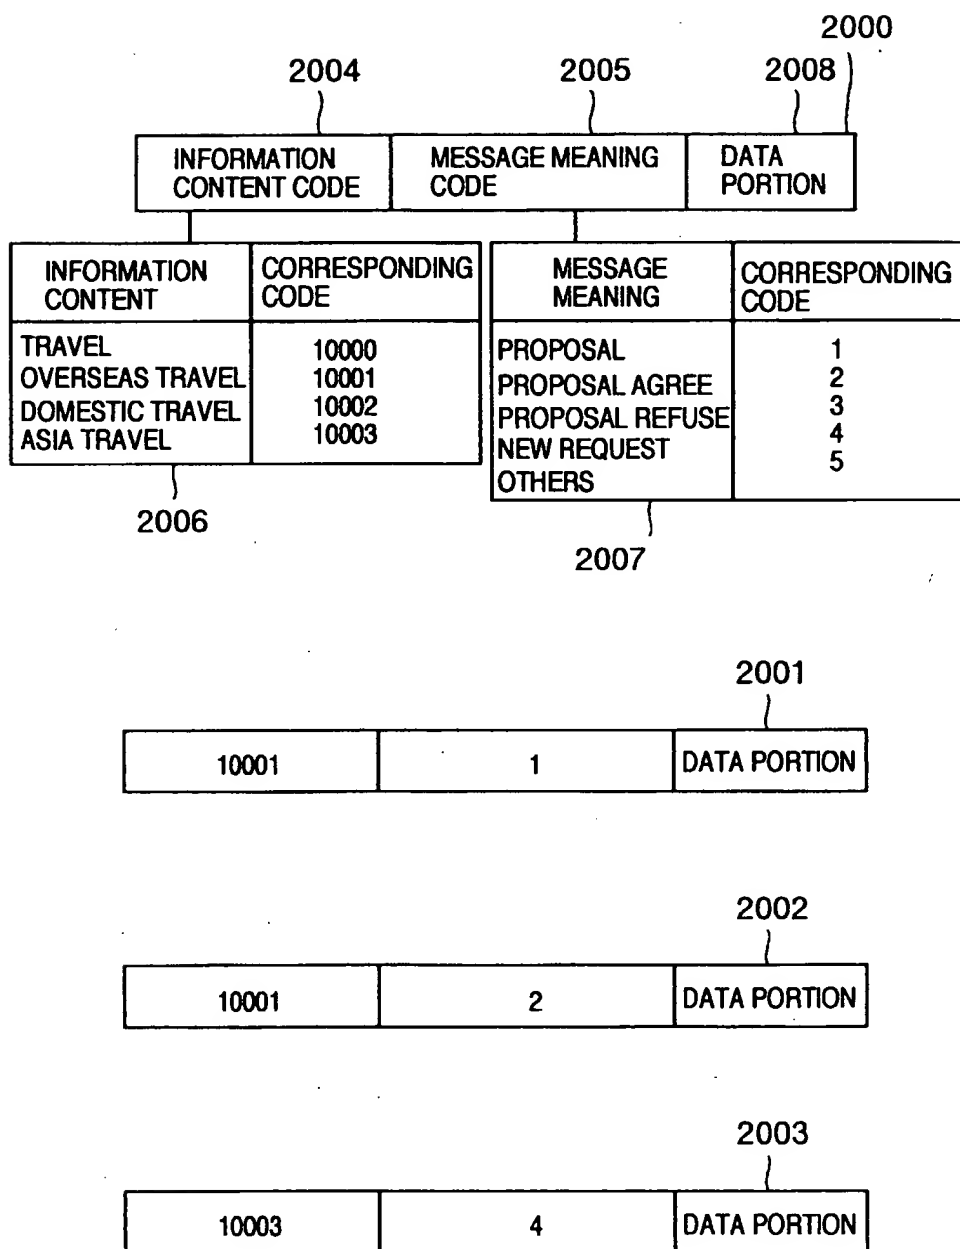 2000
2004 2005 2008
INFORMATION CONTENT CODE MESSAGE MEANING CODE DATA PORTION
INFORMATION CONTENT CORRESPONDING CODE
TRAVEL 10000
OVERSEAS TRAVEL 10001
DOMESTIC TRAVEL 10002
ASIA TRAVEL 10003
2006
MESSAGE MEANING CORRESPONDING CODE
PROPOSAL 1
PROPOSAL AGREE 2
PROPOSAL REFUSE 3
NEW REQUEST 4
OTHERS 5
2007
2001
10001 1 DATA PORTION
2002
10001 2 DATA PORTION
2003
10003 4 DATA PORTION